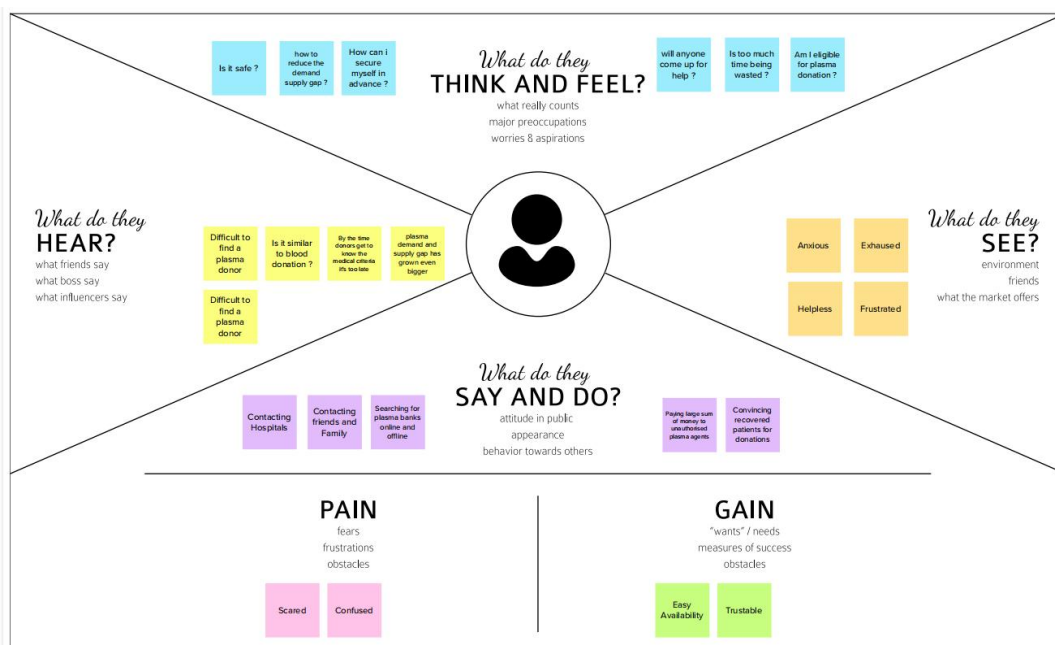 What do they
THINK AND FEEL?
what really counts
major preoccupations
worries & aspirations
Is it safe ?
how to
reduce the
demand
supply gap ?
How can i
secure
myself in
advance ?
will anyone
come up for
help ?
Is too much
time being
wasted ?
Am I eligible
for plasma
donation ?
What do they
HEAR?
what friends say
what boss say
what influencers say
Difficult to
find a
plasma
donor
Is it similar
to blood
donation ?
By the time
donors get to
know the
medical criteria
it's too late
plasma
demand and
supply gap has
grown even
bigger
Difficult to
find a
plasma
donor
What do they
SEE?
environment
friends
what the market offers
Anxious
Exhaused
Helpless
Frustrated
What do they
SAY AND DO?
attitude in public
appearance
behavior towards others
Contacting
Hospitals
Contacting
friends and
Family
Searching for
plasma banks
online and
offline
Paying large sum
of money to
unauthorised
plasma agents
Convincing
recovered
patients for
donations
PAIN
fears
frustrations
obstacles
Scared
Confused
GAIN
"wants" / needs
measures of success
obstacles
Easy
Availability
Trustable